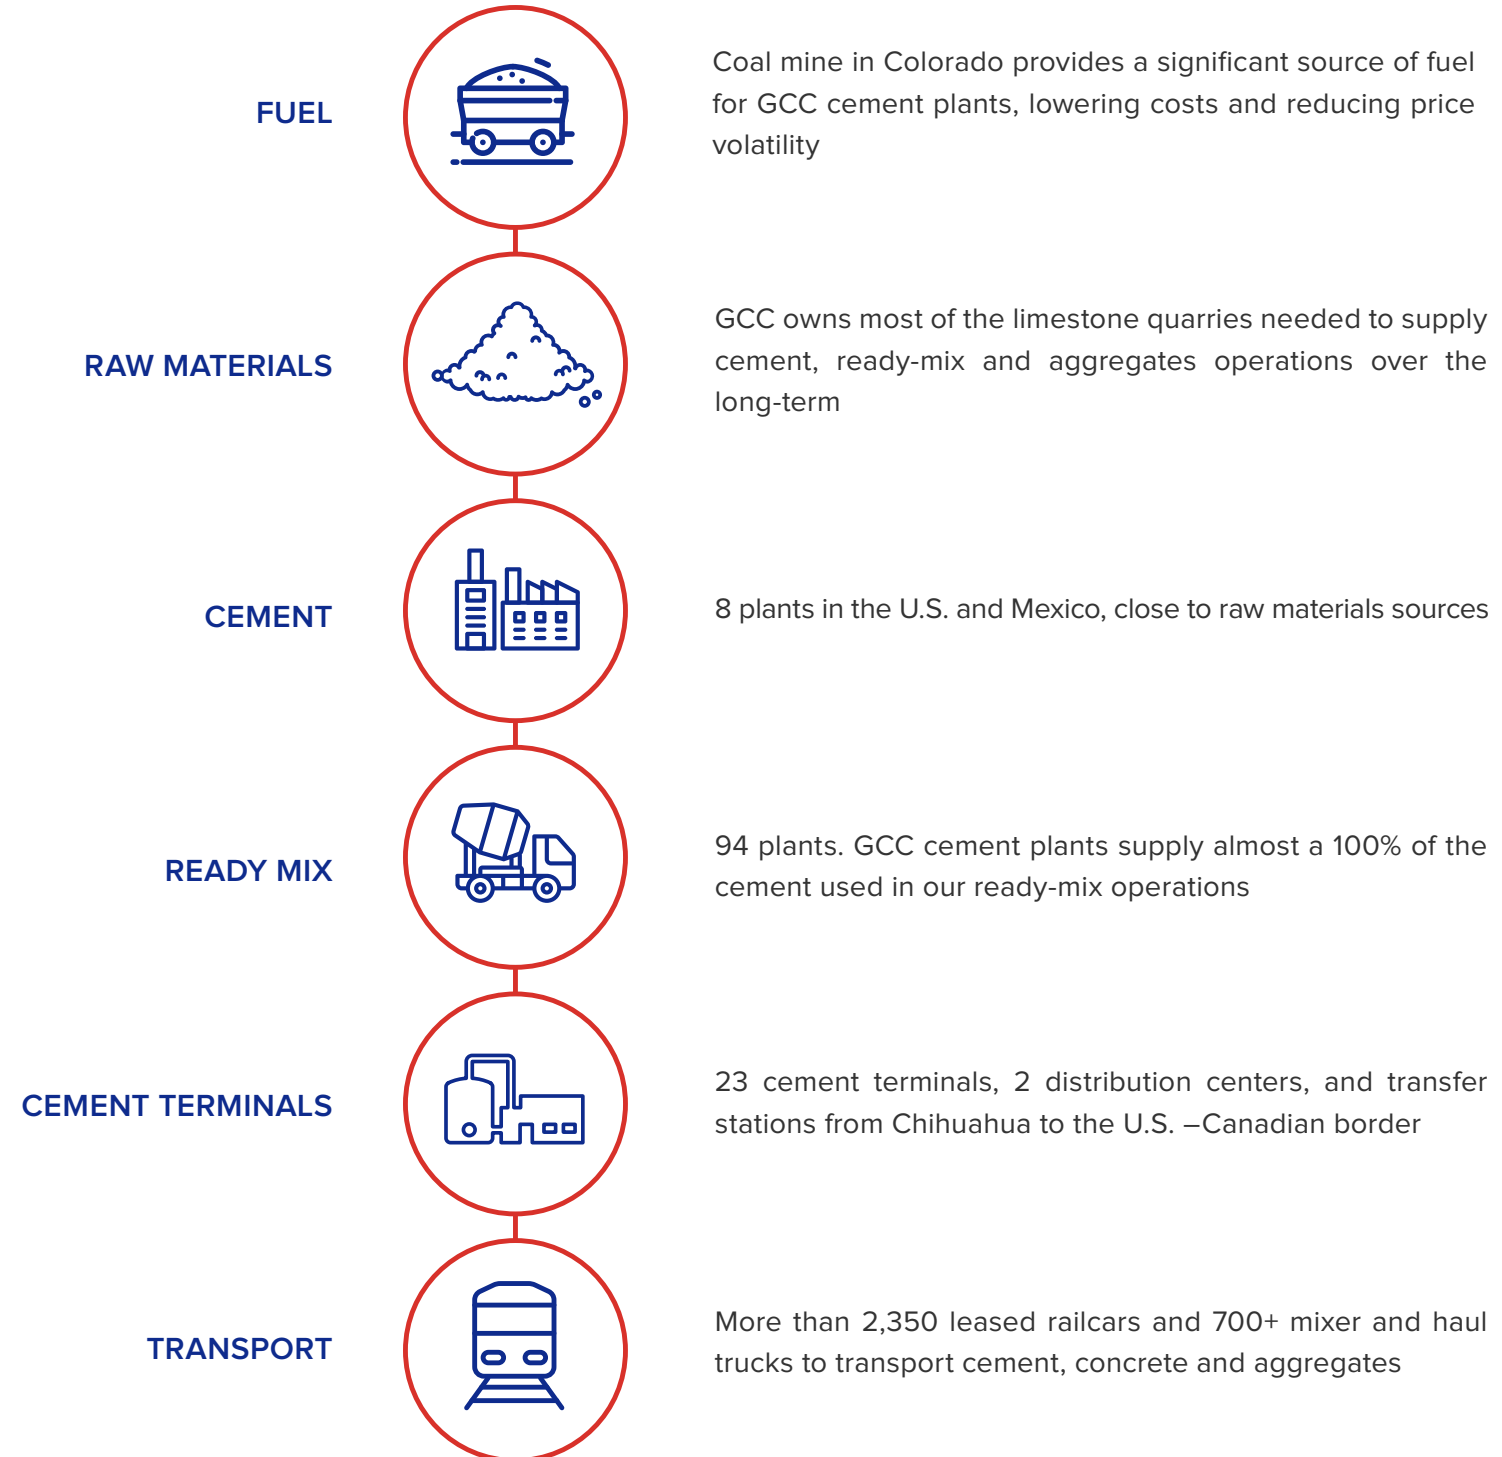 FUEL
Coal mine in Colorado provides a significant source of fuel
for GCC cement plants, lowering costs and reducing price
volatility
RAW MATERIALS
GCC owns most of the limestone quarries needed to supply
cement, ready-mix and aggregates operations over the
long-term
CEMENT
8 plants in the U.S. and Mexico, close to raw materials sources
READY MIX
94 plants. GCC cement plants supply almost a 100% of the
cement used in our ready-mix operations
CEMENT TERMINALS
23 cement terminals, 2 distribution centers, and transfer
stations from Chihuahua to the U.S. –Canadian border
TRANSPORT
More than 2,350 leased railcars and 700+ mixer and haul
trucks to transport cement, concrete and aggregates